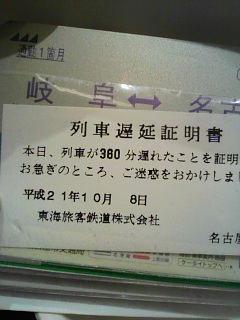 通勤1箇月
岐阜↔名古
列車遅延証明書
本日、列車が360分遅れたことを証明
お急ぎのところ、ご迷惑をおかけしま
平成21年10月 8日
東海旅客鉄道株式会社
名古屋